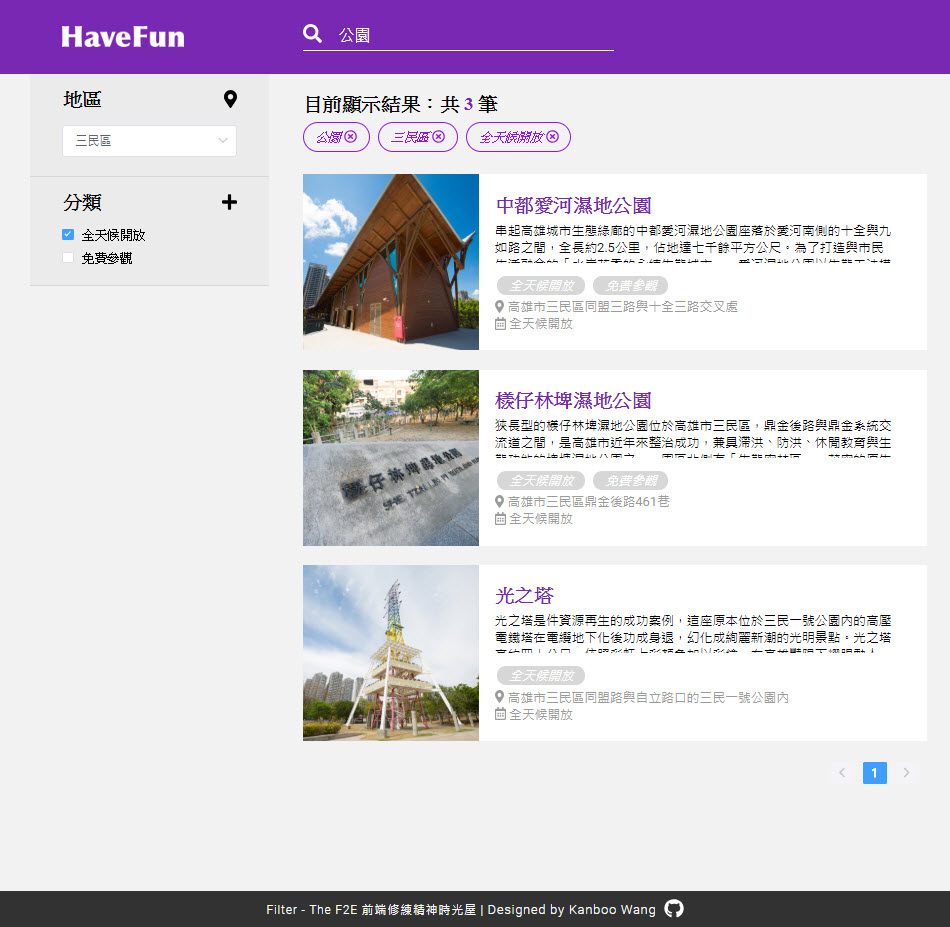 HaveFun
公園
地區
三民區
分類
全天候開放
免費參觀
目前顯示結果：共 3 筆
公園 三民區 全天候開放
中都愛河濕地公園
串起高雄城市生態綠廊的中都愛河濕地公園座落於愛河南側的十全與九
如路之間，全長約2.5公里，佔地達七千餘平方公尺。為了打造與市民
全天候開放 免費參觀
高雄市三民區同盟三路與十全三路交叉處
全天候開放
檨仔林埤濕地公園
狹長型的檨仔林埤濕地公園位於高雄市三民區，鼎金後路與鼎金系統交
流道之間，是高雄市近年來整治成功，兼具滯洪、防洪、休閒教育與生
全天候開放 免費參觀
高雄市三民區鼎金後路461巷
全天候開放
光之塔
光之塔是件資源再生的成功案例，這座原本位於三民一號公園內的高壓
電鐵塔在電纜地下化後功成身退，幻化成絢麗新潮的光明景點。光之塔
全天候開放
高雄市三民區同盟路與自立路口的三民一號公園內
全天候開放
1
Filter - The F2E 前端修練精神時光屋 | Designed by Kanboo Wang